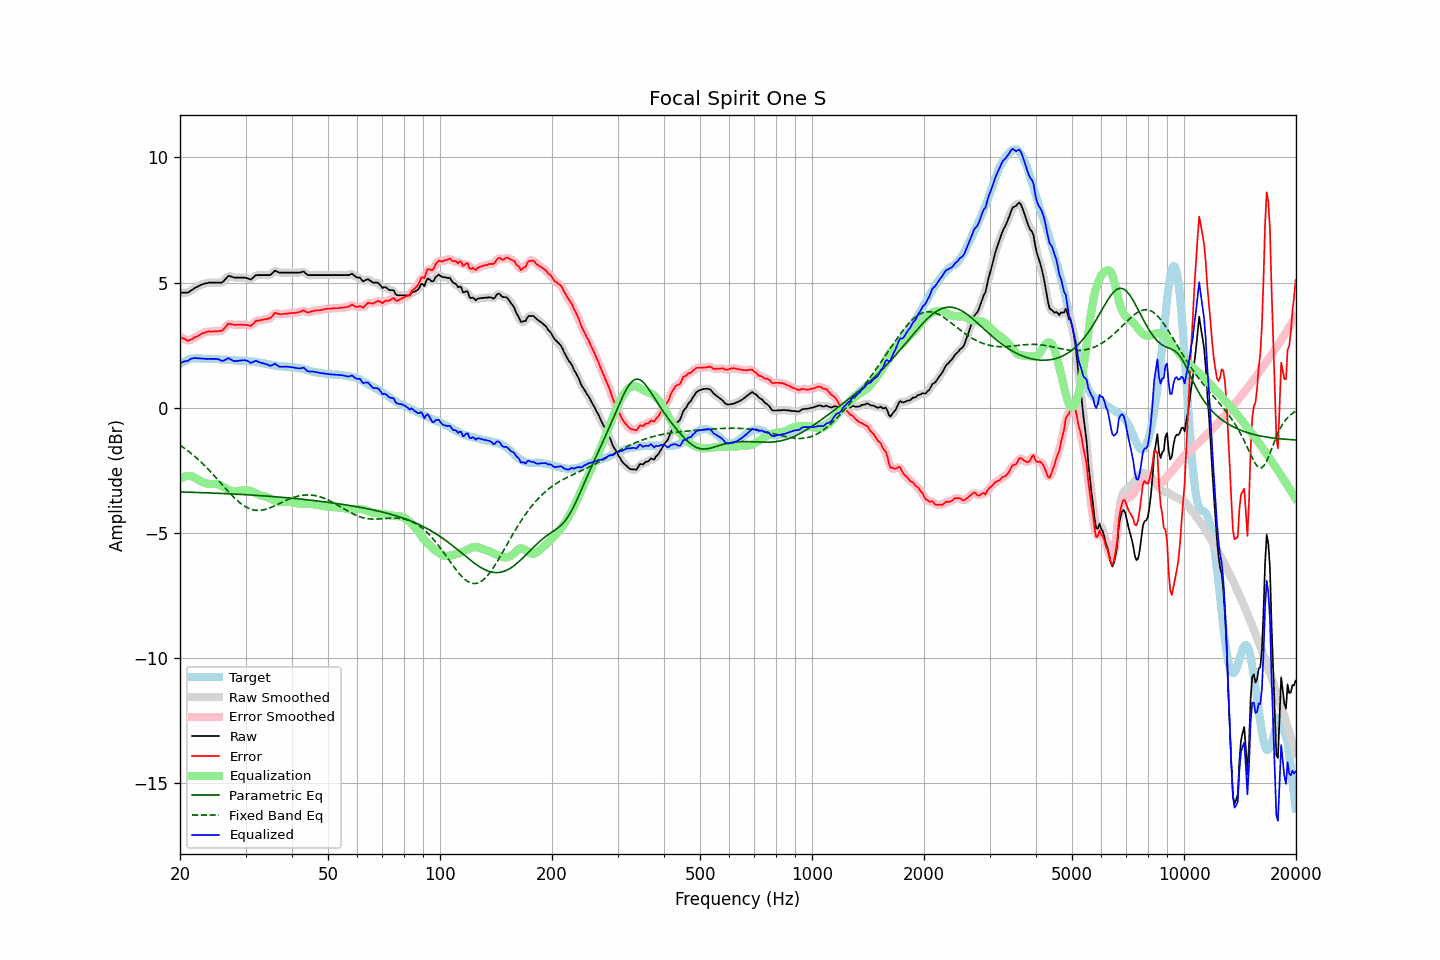 Focal Spirit One S
Amplitude (dBr)
10
5
0
−5
−10
−15
Target
Raw Smoothed
Error Smoothed
Raw
Error
Equalization
Parametric Eq
Fixed Band Eq
Equalized
20 50 100 200 500 1000 2000 5000 10000 20000
Frequency (Hz)